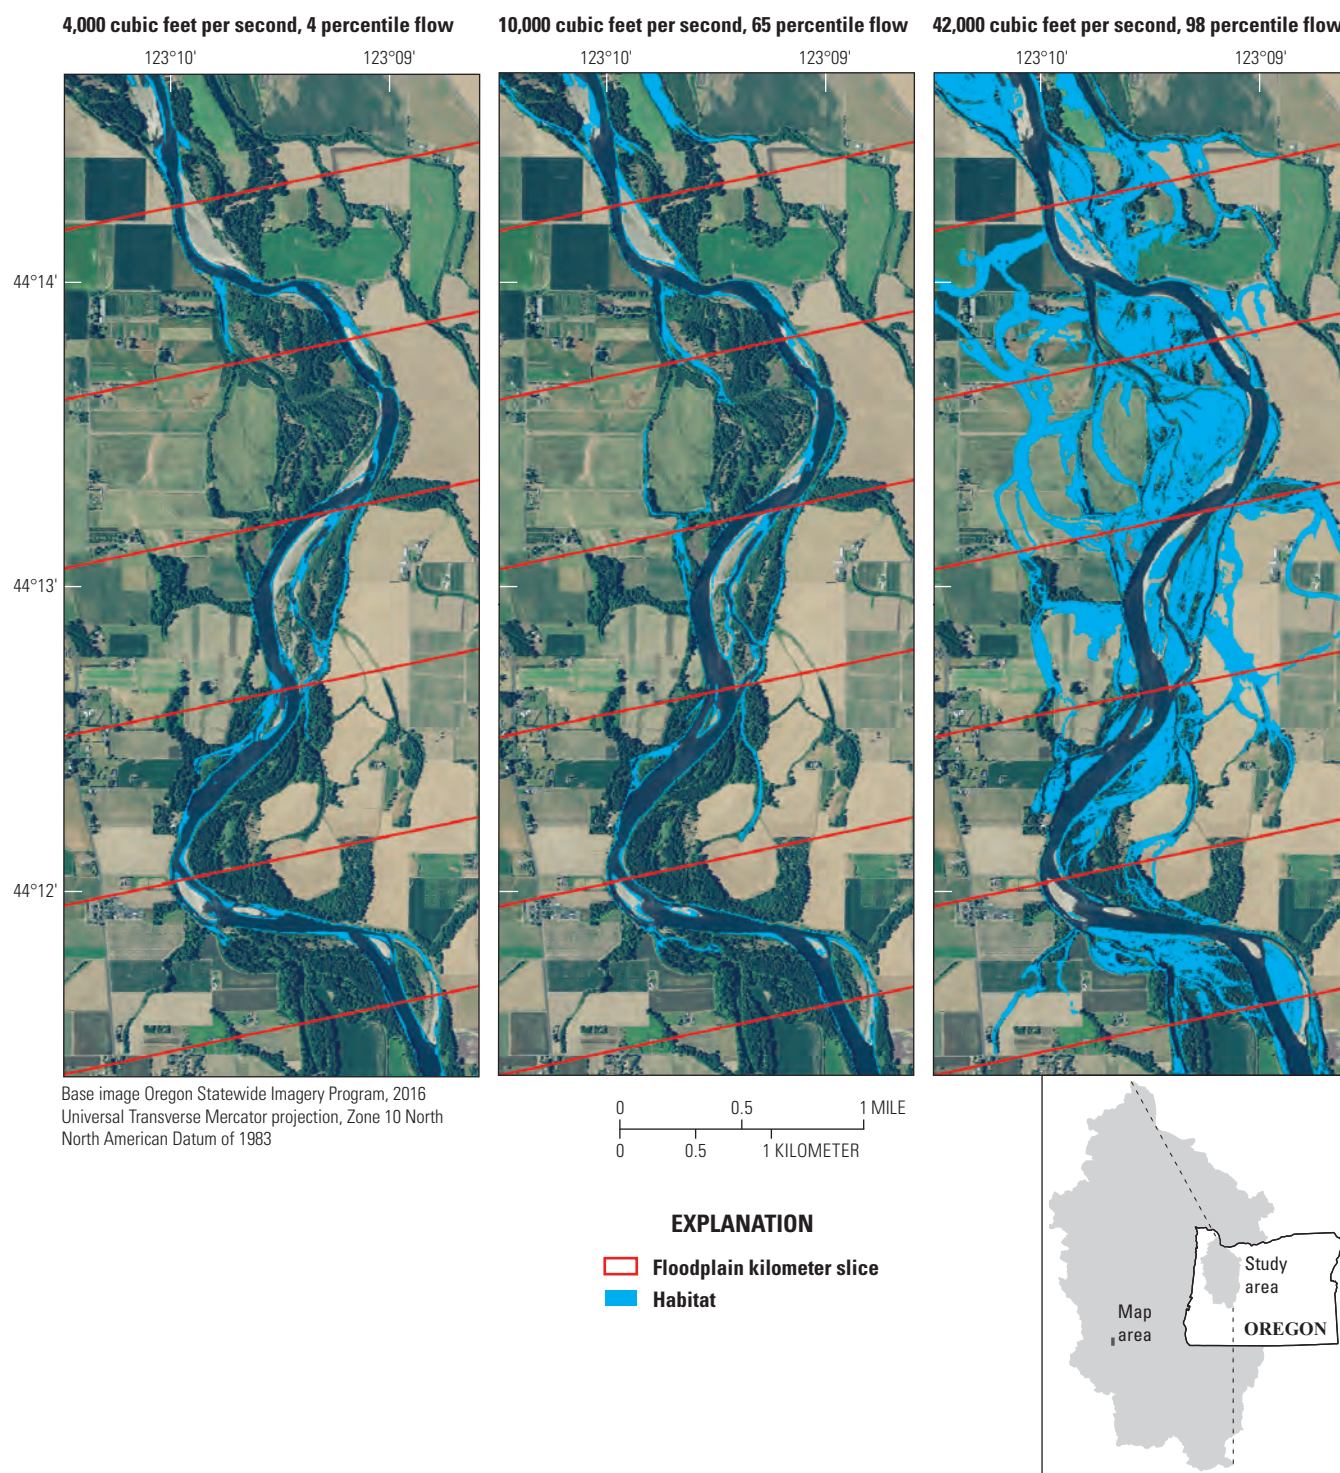 4,000 cubic feet per second, 4 percentile flow
10,000 cubic feet per second, 65 percentile flow
42,000 cubic feet per second, 98 percentile flow
123°10' 123°09'
123°10' 123°09'
123°10' 123°09'
44°14'
44°13'
44°12'
Base image Oregon Statewide Imagery Program, 2016
Universal Transverse Mercator projection, Zone 10 North
North American Datum of 1983
0 0.5 1 MILE
0 0.5 1 KILOMETER
EXPLANATION
Floodplain kilometer slice
Habitat
Study
area
Map
area
OREGON